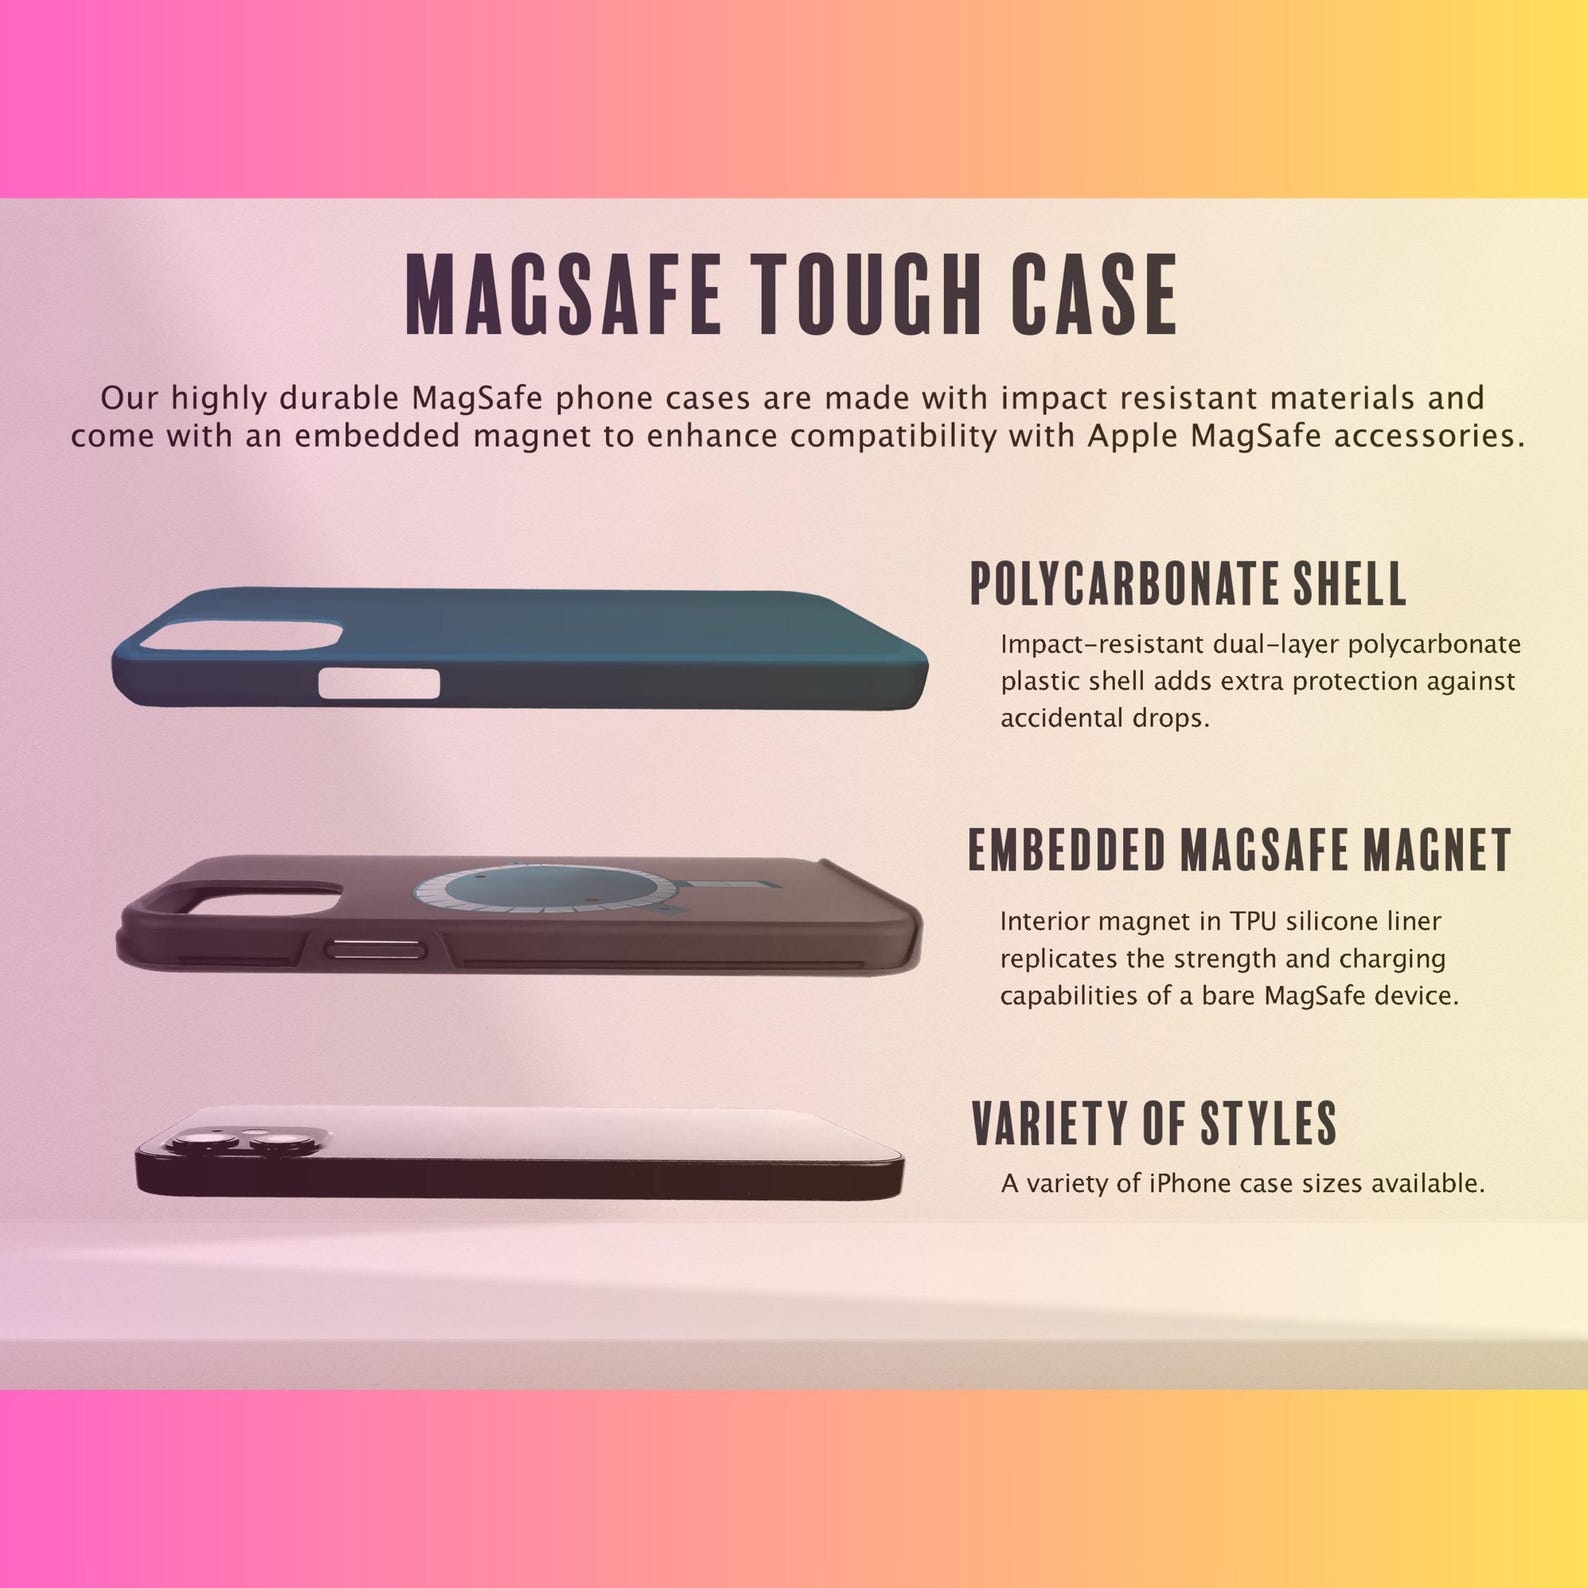 MAGSAFE TOUGH CASE
Our highly durable MagSafe phone cases are made with impact resistant materials and
come with an embedded magnet to enhance compatibility with Apple MagSafe accessories.
POLYCARBONATE SHELL
Impact-resistant dual-layer polycarbonate
plastic shell adds extra protection against
accidental drops.
EMBEDDED MAGSAFE MAGNET
Interior magnet in TPU silicone liner
replicates the strength and charging
capabilities of a bare MagSafe device.
VARIETY OF STYLES
A variety of iPhone case sizes available.